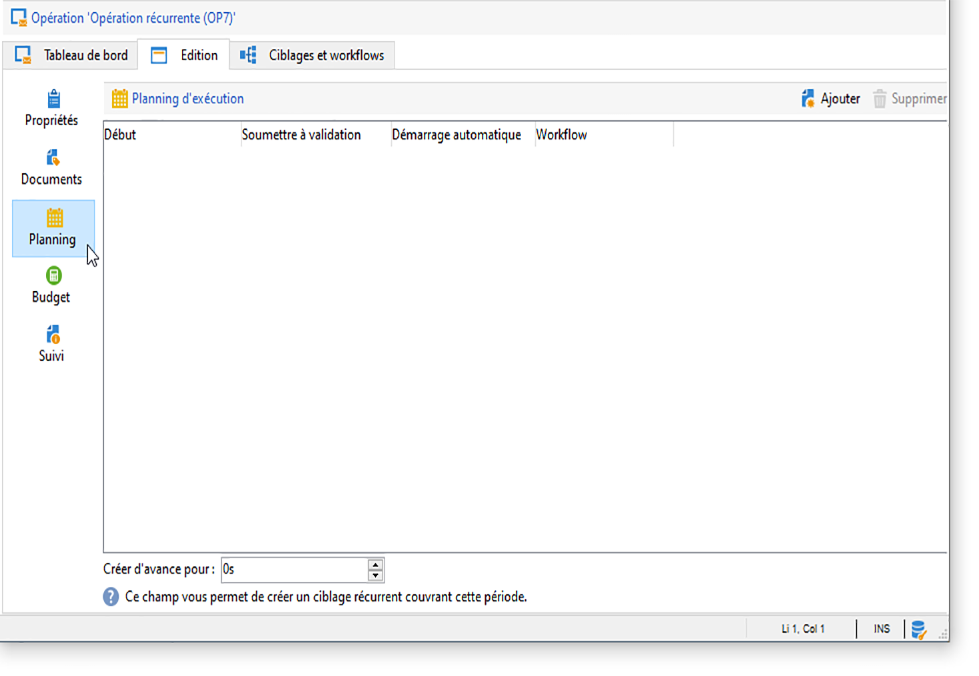 Opération 'Opération récurrente (OP7)'
Tableau de bord Edition Ciblages et workflows
Propriétés
Documents
Planning
Budget
Suivi
Planning d'exécution Ajouter Supprimer
Début Soumettre à validation Démarrage automatique Workflow
Créer d'avance pour : 0s
? Ce champ vous permet de créer un ciblage récurrent couvrant cette période.
Li 1, Col 1 INS